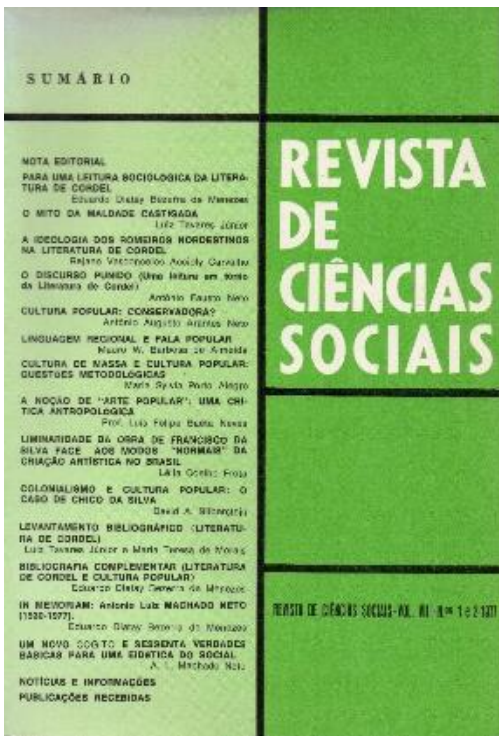 SUMÁRIO
NOTA EDITORIAL
PARA UMA LEITURA SOCIOLOGICA DA LITERA-
TURA DE CORDEL
Eduardo Diatay Bezerra de Menezes
O MITO DA MALDADE CASTIGADA
Luiz Tavares Júnior
A IDEOLOGIA DOS ROMEIROS NORDESTINOS
NA LITERATURA DE CORDEL
Rejane Vasconcelos Accioly Carvalho
O DISCURSO PUNIDO (Uma leitura em torno
da Literatura de Cordel)
Antônio Fausto Neto
CULTURA POPULAR: CONSERVADORA?
Antônio Augusto Arantes Neto
LINGUAGEM REGIONAL E FALA POPULAR
Mauro W. Barbosa de Almeida
CULTURA DE MASSA E CULTURA POPULAR:
QUESTÕES METODOLÓGICAS
Maria Sylvia Porto Alegre
A NOÇÃO DE "ARTE POPULAR": UMA CRÍ-
TICA ANTROPOLÓGICA
Prof. Luis Felipe Baêta Neves
LIMINARIDADE DA OBRA DE FRANCISCO DA
SILVA FACE AOS MODOS "NORMAIS" DA
CRIAÇÃO ARTÍSTICA NO BRASIL
Lélia Coelho Frota
COLONIALISMO E CULTURA POPULAR: O
CASO DE CHICO DA SILVA
David A.
LEVANTAMENTO BIBLIOGRÁFICO (LITERATU-
RA DE CORDEL)
Luiz Tavares Júnior e Maria Teresa de Morais
BIBLIOGRAFIA COMPLEMENTAR (LITERATURA
DE CORDEL E CULTURA POPULAR)
Eduardo Diatay Bezerra de Menezes
IN MEMORIAM: Antonio Luiz MACHADO NETO
(1930-1977).
Eduardo Diatay Bezerra de Menezes
UM NOVO COGITO E SESSENTA VERDADES
BÁSICAS PARA UMA EIDÉTICA DO SOCIAL
A. L. Machado Neto
NOTÍCIAS E INFORMAÇÕES
PUBLICAÇÕES RECEBIDAS
REVISTA
DE
CIÊNCIAS
SOCIAIS
REVISTA DE CIÊNCIAS SOCIAIS-VOL. VIII - N.os 1 e 2 1977